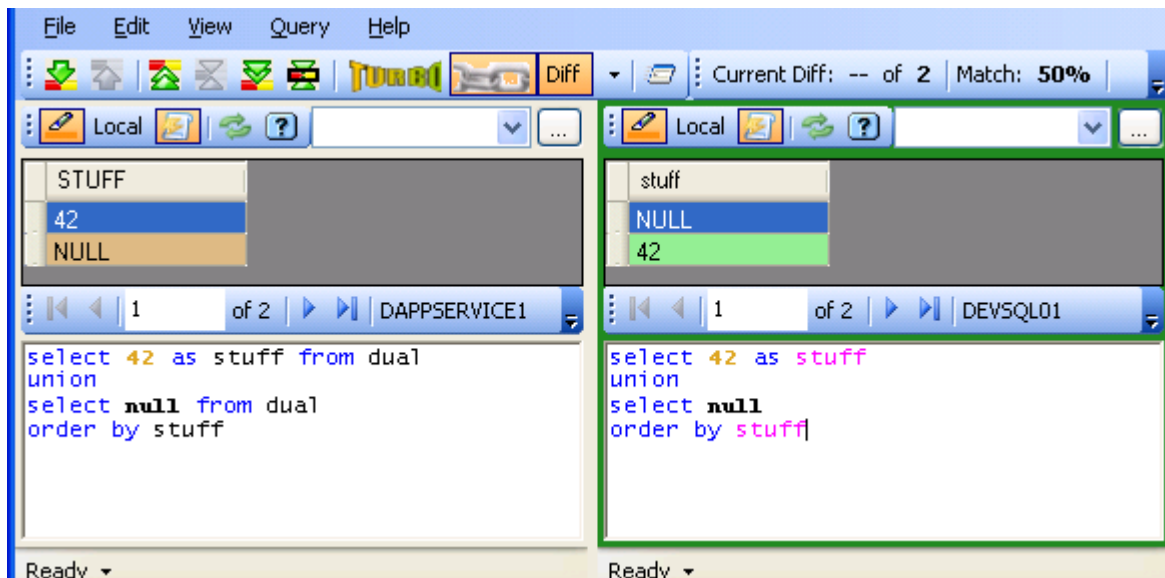 File Edit View Query Help
TURBO Diff Current Diff: -- of 2 Match: 50%
Local ? ...
STUFF
42
NULL
1 of 2 DAPPSERVICE1
select 42 as stuff from dual
union
select null from dual
order by stuff
Ready
Local ? ...
stuff
NULL
42
1 of 2 DEVSQL01
select 42 as stuff
union
select null
order by stuff
Ready